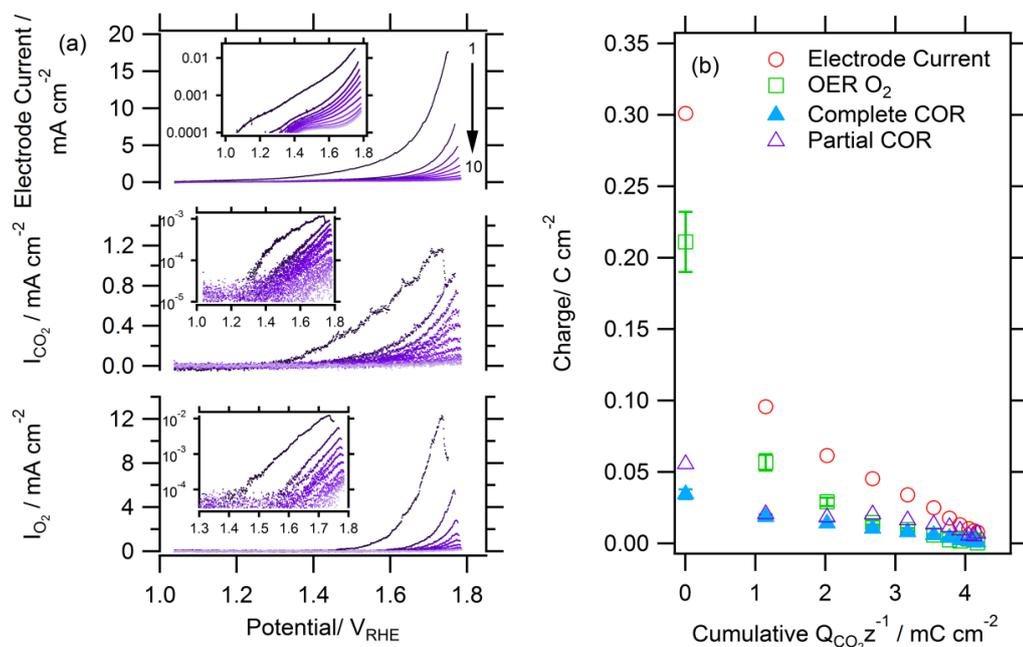 (a)
Electrode Current /
mA cm⁻²
20
15
10
5
0
0.01
0.001
0.0001
1.0 1.2 1.4 1.6 1.8
1
10
I_CO₂ / mA cm⁻²
1.2
0.8
0.4
0.0
10⁻³
10⁻⁴
10⁻⁵
1.0 1.2 1.4 1.6 1.8
I_O₂ / mA cm⁻²
12
8
4
0
10⁻²
10⁻³
10⁻⁴
1.3 1.4 1.5 1.6 1.7 1.8
1.0 1.2 1.4 1.6 1.8
Potential/ V_RHE
(b)
Electrode Current
OER O₂
Complete COR
Partial COR
Charge/ C cm⁻²
0.35
0.30
0.25
0.20
0.15
0.10
0.05
0.00
0 1 2 3 4
Cumulative Q_CO₂z⁻¹ / mC cm⁻²